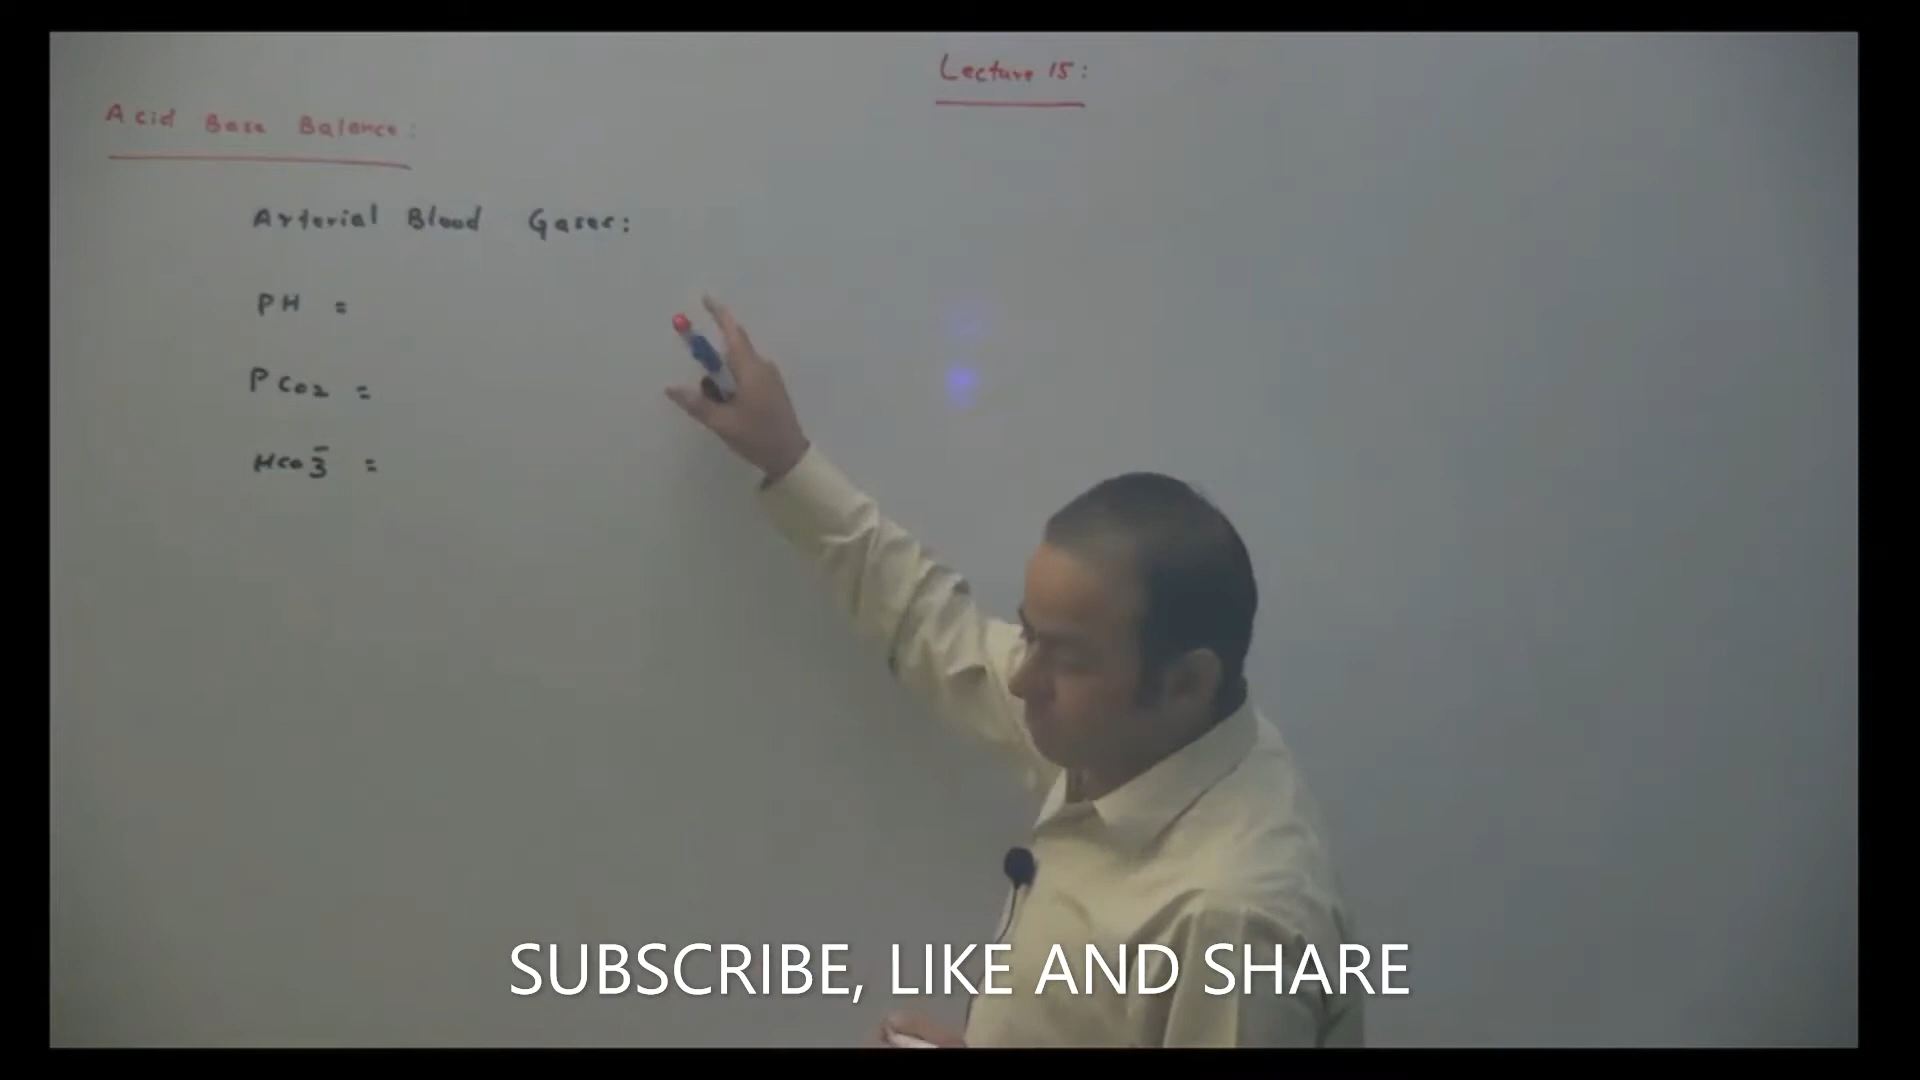 Lecture 15:
Acid Base Balance:
Arterial Blood Gases:
PH =
PCo2 =
Hco3̄ =
SUBSCRIBE, LIKE AND SHARE